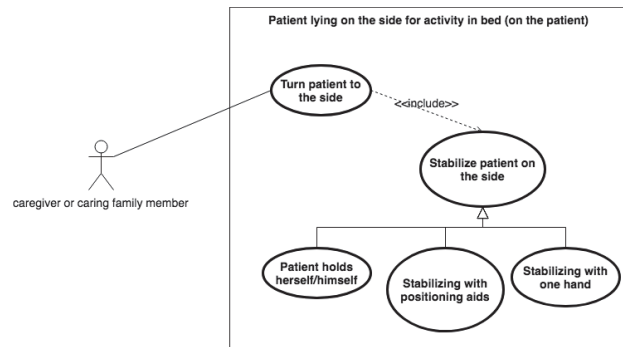 Patient lying on the side for activity in bed (on the patient)
Turn patient to
the side
<<include>>
Stabilize patient on
the side
caregiver or caring family member
Patient holds
herself/himself
Stabilizing with
positioning aids
Stabilizing with
one hand